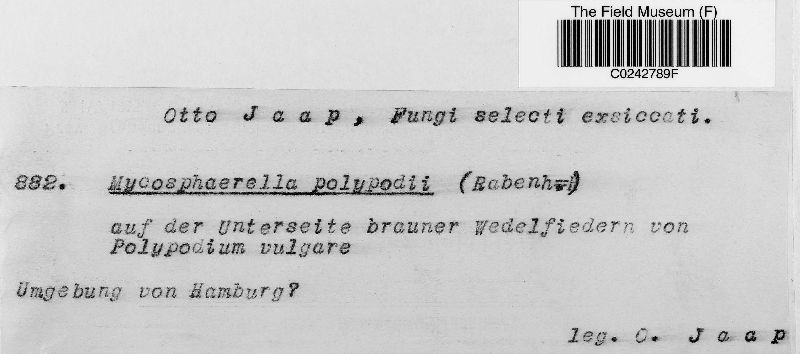 The Field Museum (F)
C0242789F
Otto Jaap, Fungi selecti exsiccati.
882. Mycosphaerella polypodii (Rabenh.)
auf der Unterseite brauner Wedelfiedern von
Polypodium vulgare
Umgebung von Hamburg?
leg. O. Jaap